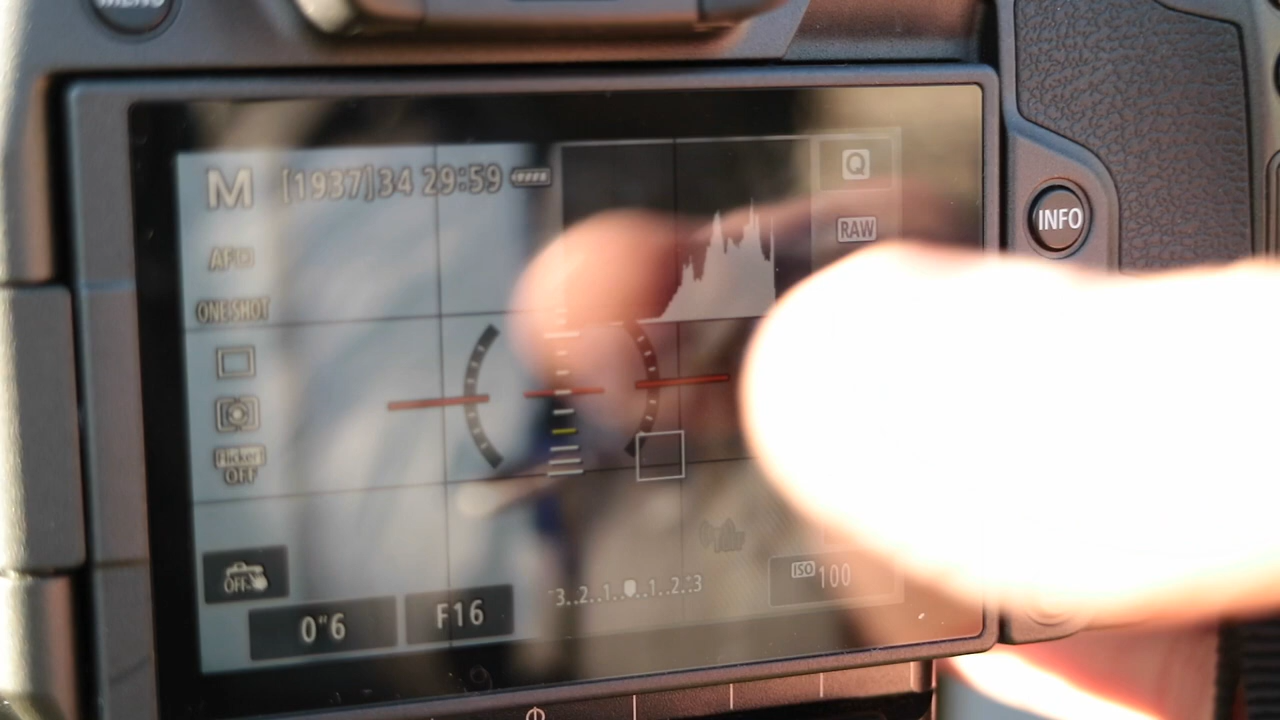 MENU
M [1937]34 29:59
Q
INFO
RAW
AF
ONE SHOT
Flicker!
OFF
OFF
0"6 F16
-3..2..1..0..1..2..+3
ISO 100